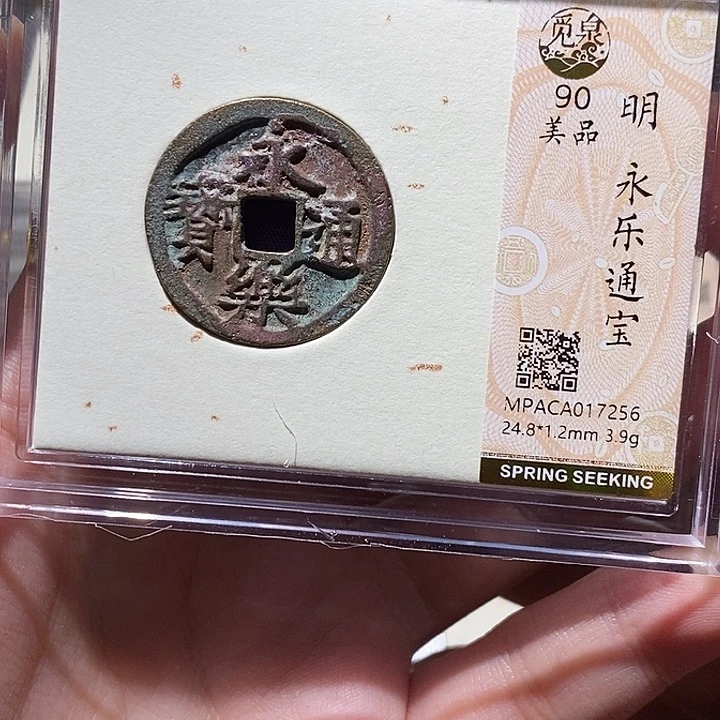 永樂通寳
觅泉
90
美品
明 永乐通宝
MPACA017256
24.8*1.2mm 3.9g
SPRING SEEKING